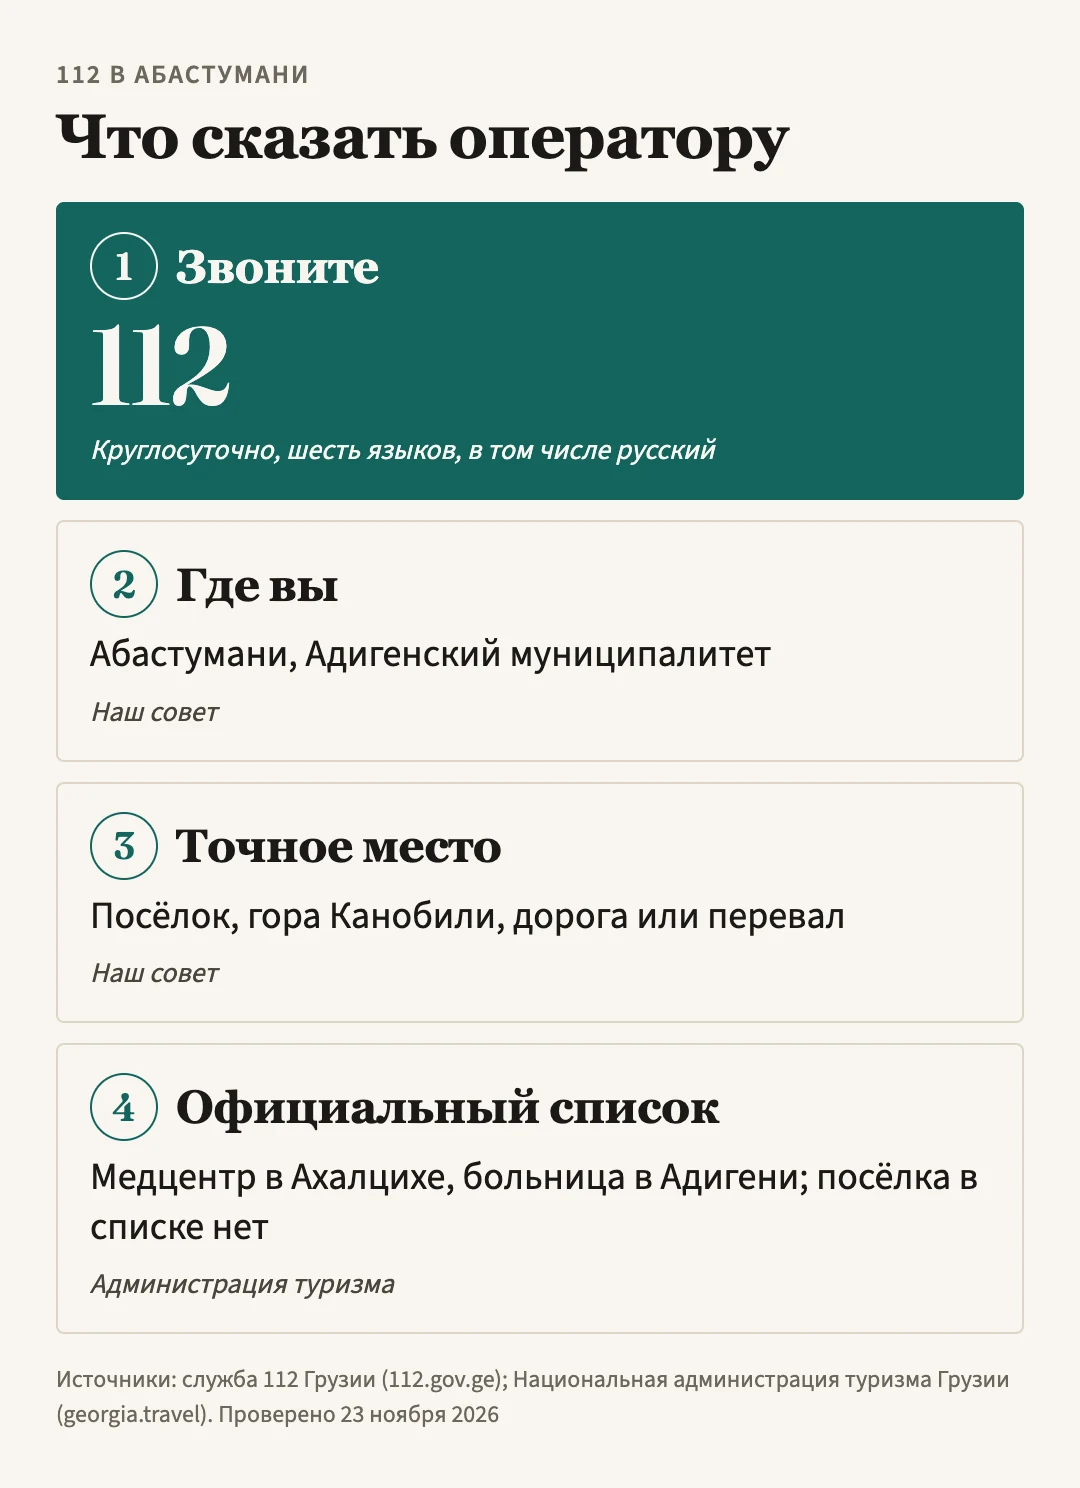 112 В АБАСТУМАНИ
Что сказать оператору
1 Звоните
112
Круглосуточно, шесть языков, в том числе русский
2 Где вы
Абастумани, Адигенский муниципалитет
Наш совет
3 Точное место
Посёлок, гора Канобили, дорога или перевал
Наш совет
4 Официальный список
Медцентр в Ахалцихе, больница в Адигени; посёлка в
списке нет
Администрация туризма
Источники: служба 112 Грузии (112.gov.ge); Национальная администрация туризма Грузии
(georgia.travel). Проверено 23 ноября 2026